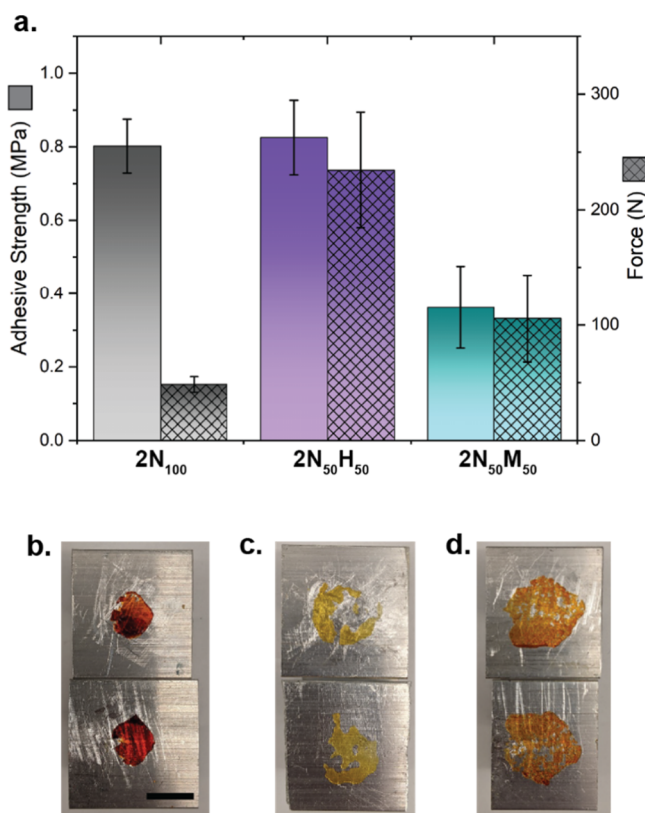 a.
Adhesive Strength (MPa)
1.0
0.8
0.6
0.4
0.2
0.0
300
200
100
0
Force (N)
2N₁₀₀
2N₅₀H₅₀
2N₅₀M₅₀
b.
c.
d.